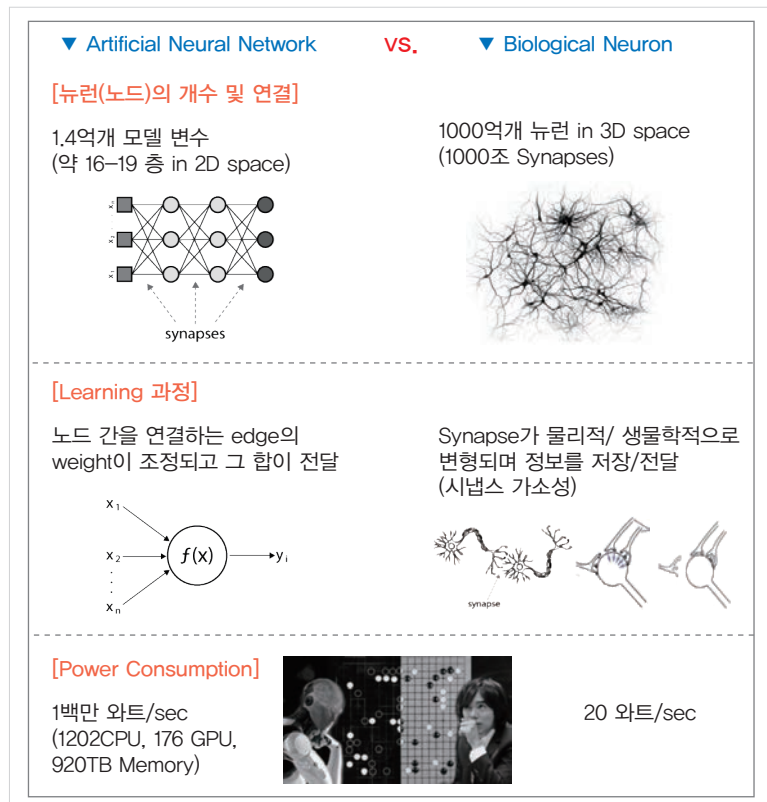 ▼ Artificial Neural Network VS. ▼ Biological Neuron
[뉴런(노드)의 개수 및 연결]
1.4억개 모델 변수
(약 16–19 층 in 2D space)
1000억개 뉴런 in 3D space
(1000조 Synapses)
synapses
[Learning 과정]
노드 간을 연결하는 edge의
weight이 조정되고 그 합이 전달
Synapse가 물리적/ 생물학적으로
변형되며 정보를 저장/전달
(시냅스 가소성)
x1
x2
xn
f(x)
yi
synapse
[Power Consumption]
1백만 와트/sec
(1202CPU, 176 GPU,
920TB Memory)
20 와트/sec